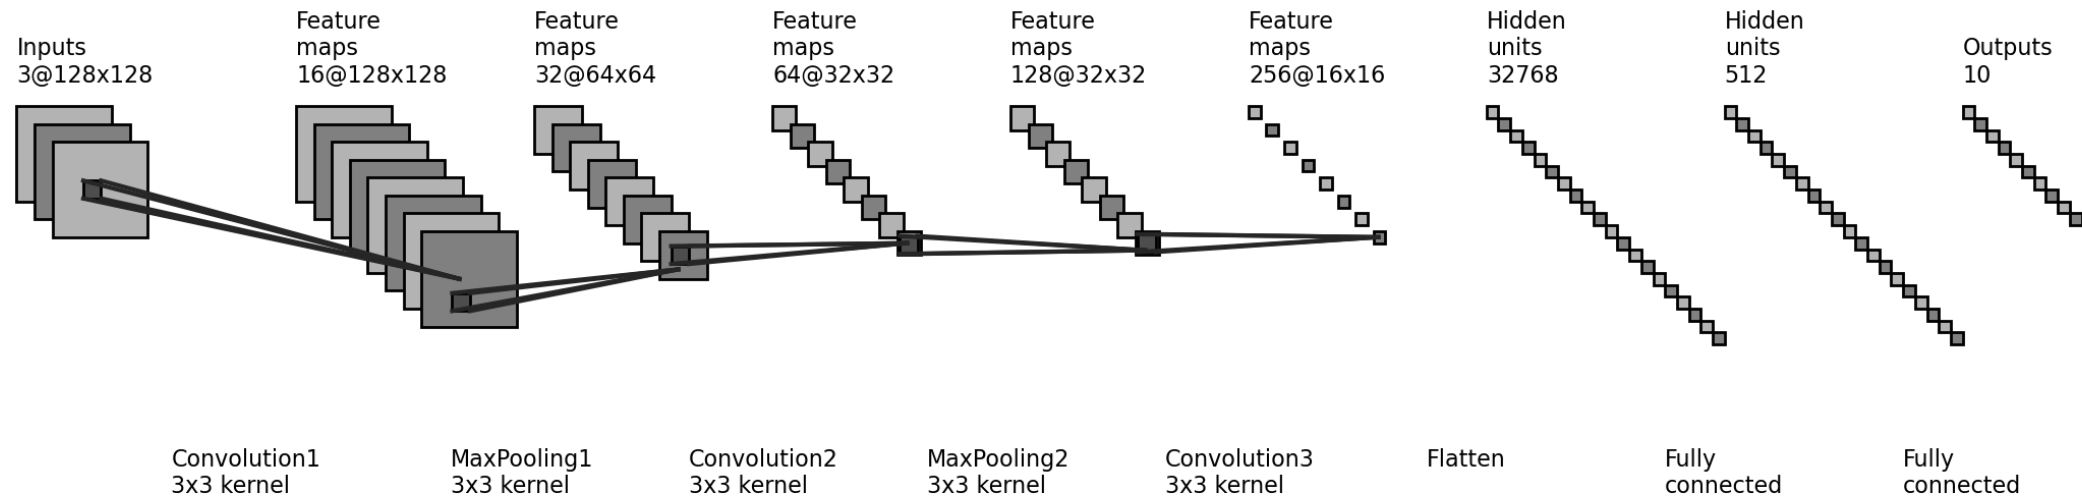 Inputs
3@128x128
Feature
maps
16@128x128
Feature
maps
32@64x64
Feature
maps
64@32x32
Feature
maps
128@32x32
Feature
maps
256@16x16
Hidden
units
32768
Hidden
units
512
Outputs
10
Convolution1
3x3 kernel
MaxPooling1
3x3 kernel
Convolution2
3x3 kernel
MaxPooling2
3x3 kernel
Convolution3
3x3 kernel
Flatten
Fully
connected
Fully
connected